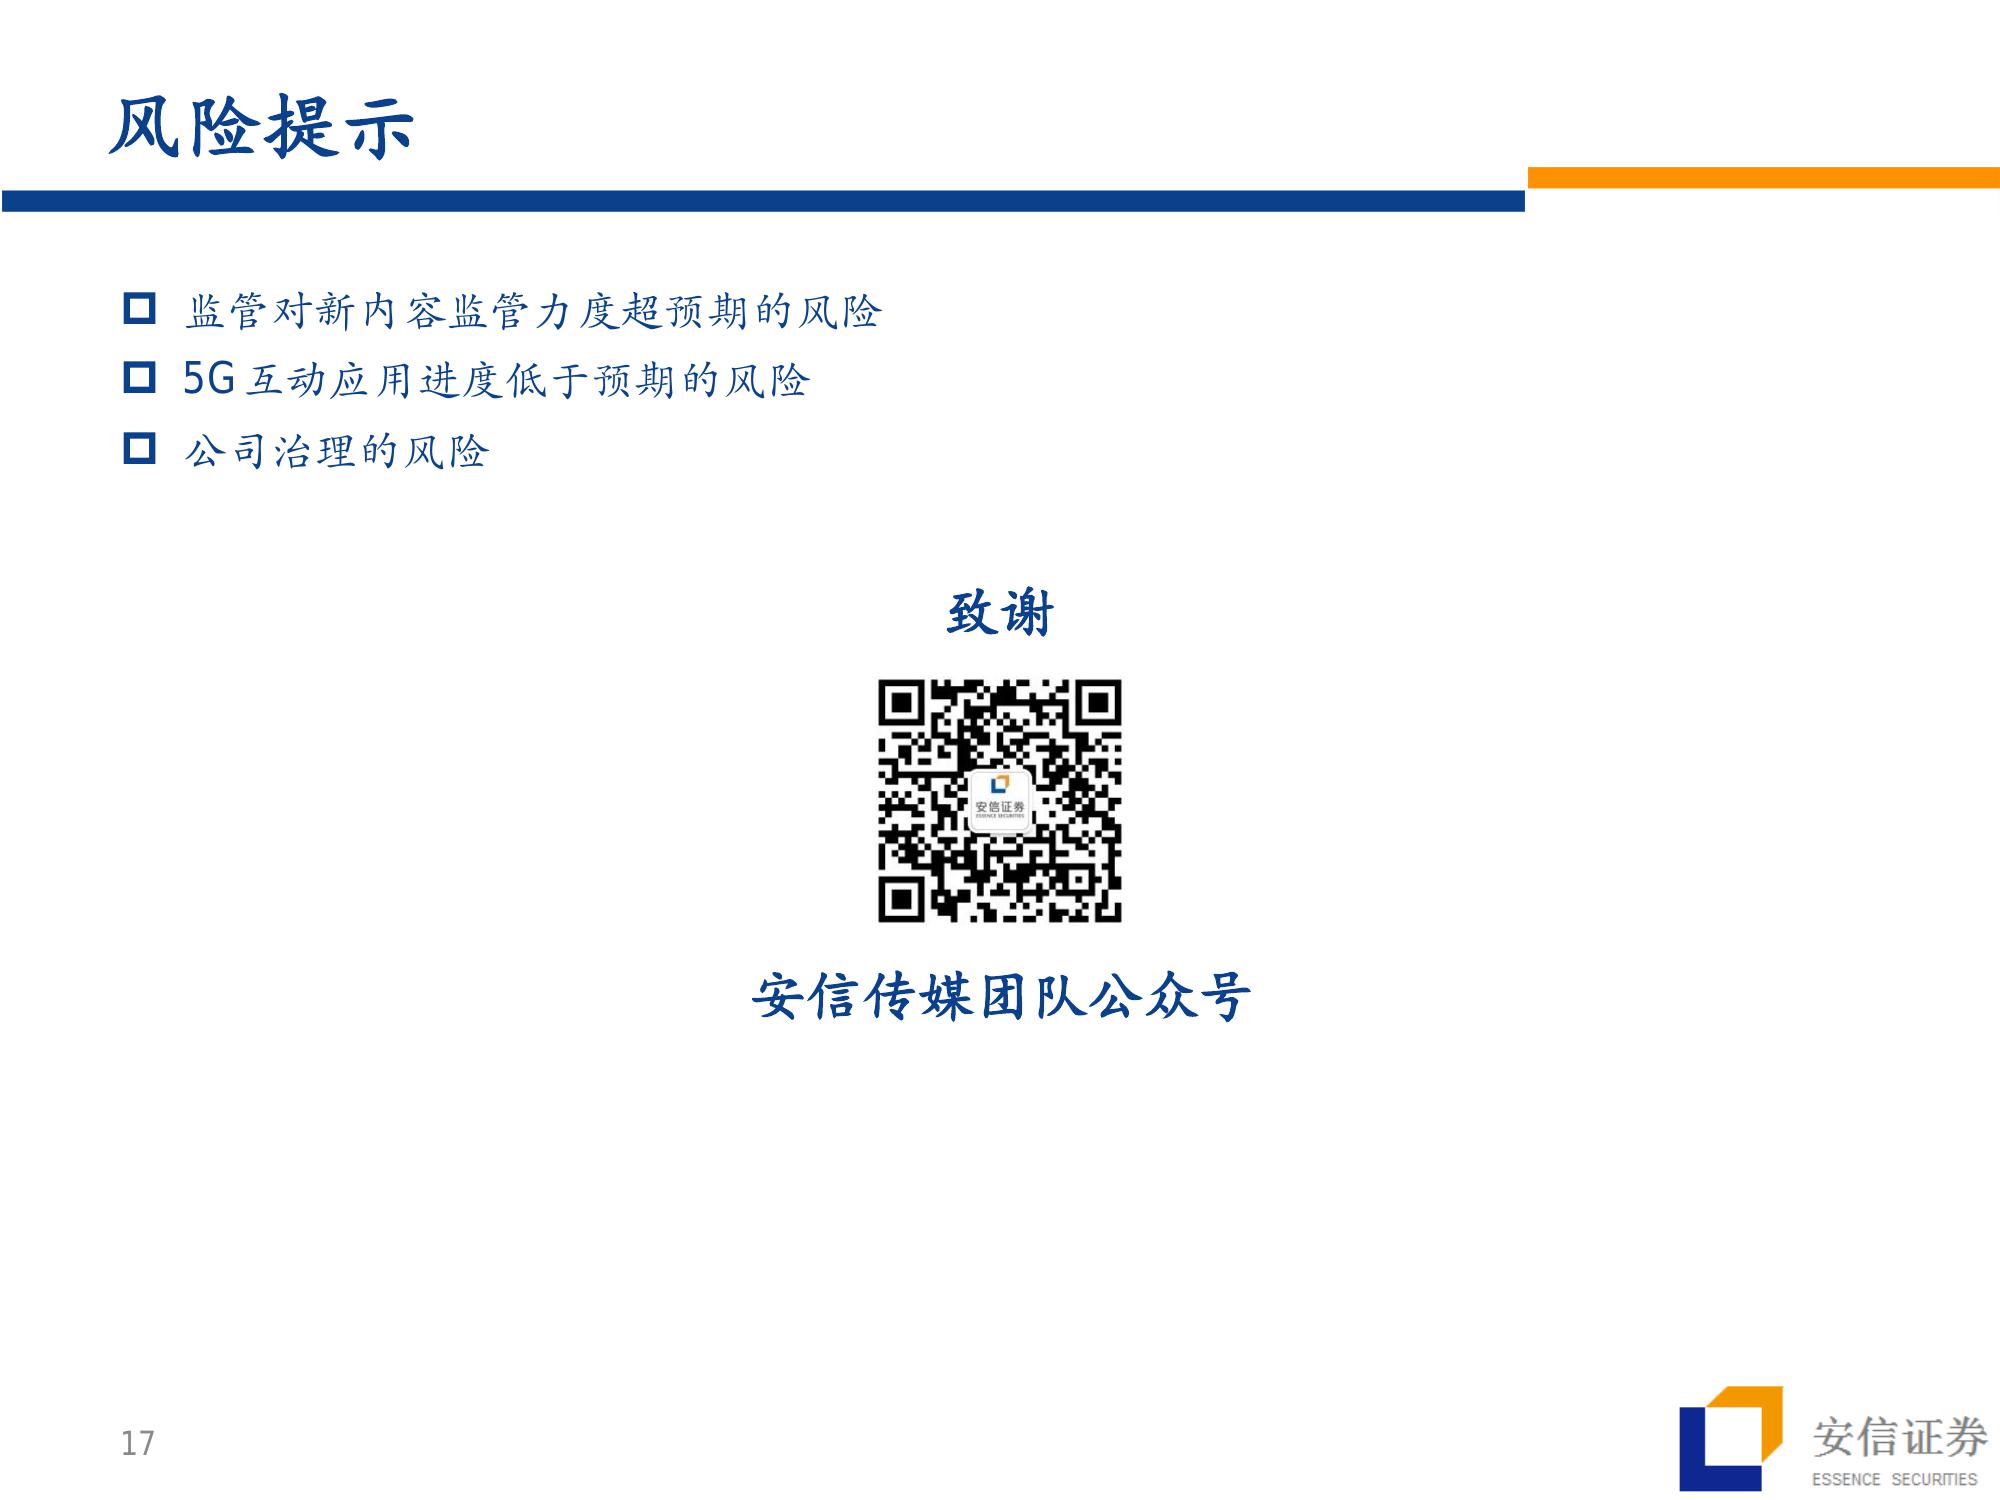 风险提示
监管对新内容监管力度超预期的风险
5G互动应用进度低于预期的风险
公司治理的风险
致谢
安信证券
ESSENCE SECURITIES
安信传媒团队公众号
17
安信证券
ESSENCE SECURITIES